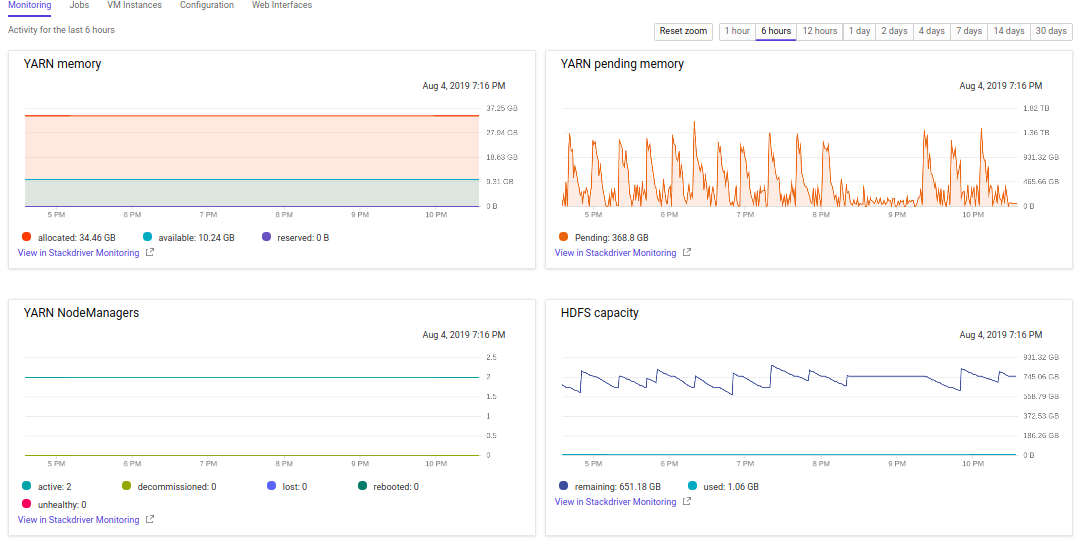 Monitoring Jobs VM Instances Configuration Web Interfaces
Activity for the last 6 hours
Reset zoom 1 hour 6 hours 12 hours 1 day 2 days 4 days 7 days 14 days 30 days
YARN memory
Aug 4, 2019 7:16 PM
37.25 GB
27.94 GB
18.63 GB
9.31 GB
0 B
5 PM 6 PM 7 PM 8 PM 9 PM 10 PM
allocated: 34.46 GB available: 10.24 GB reserved: 0 B
View in Stackdriver Monitoring
YARN pending memory
Aug 4, 2019 7:16 PM
1.82 TB
1.36 TB
931.32 GB
465.66 GB
0 B
5 PM 6 PM 7 PM 8 PM 9 PM 10 PM
Pending: 368.8 GB
View in Stackdriver Monitoring
YARN NodeManagers
Aug 4, 2019 7:16 PM
2.5
2
1.5
1
0.5
0
5 PM 6 PM 7 PM 8 PM 9 PM 10 PM
active: 2 decommissioned: 0 lost: 0 rebooted: 0
unhealthy: 0
View in Stackdriver Monitoring
HDFS capacity
Aug 4, 2019 7:16 PM
931.32 GB
745.06 GB
558.79 GB
372.53 GB
186.26 GB
0 B
5 PM 6 PM 7 PM 8 PM 9 PM 10 PM
remaining: 651.18 GB used: 1.06 GB
View in Stackdriver Monitoring